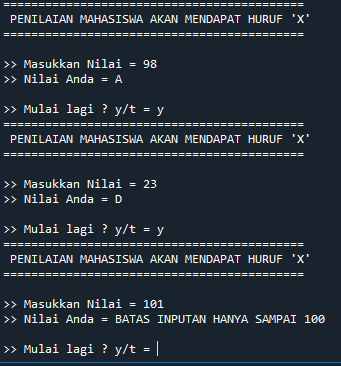 ==========================================
PENILAIAN MAHASISWA AKAN MENDAPAT HURUF 'X'
==========================================
>> Masukkan Nilai = 98
>> Nilai Anda = A
>> Mulai lagi ? y/t = y
==========================================
PENILAIAN MAHASISWA AKAN MENDAPAT HURUF 'X'
==========================================
>> Masukkan Nilai = 23
>> Nilai Anda = D
>> Mulai lagi ? y/t = y
==========================================
PENILAIAN MAHASISWA AKAN MENDAPAT HURUF 'X'
==========================================
>> Masukkan Nilai = 101
>> Nilai Anda = BATAS INPUTAN HANYA SAMPAI 100
>> Mulai lagi ? y/t =